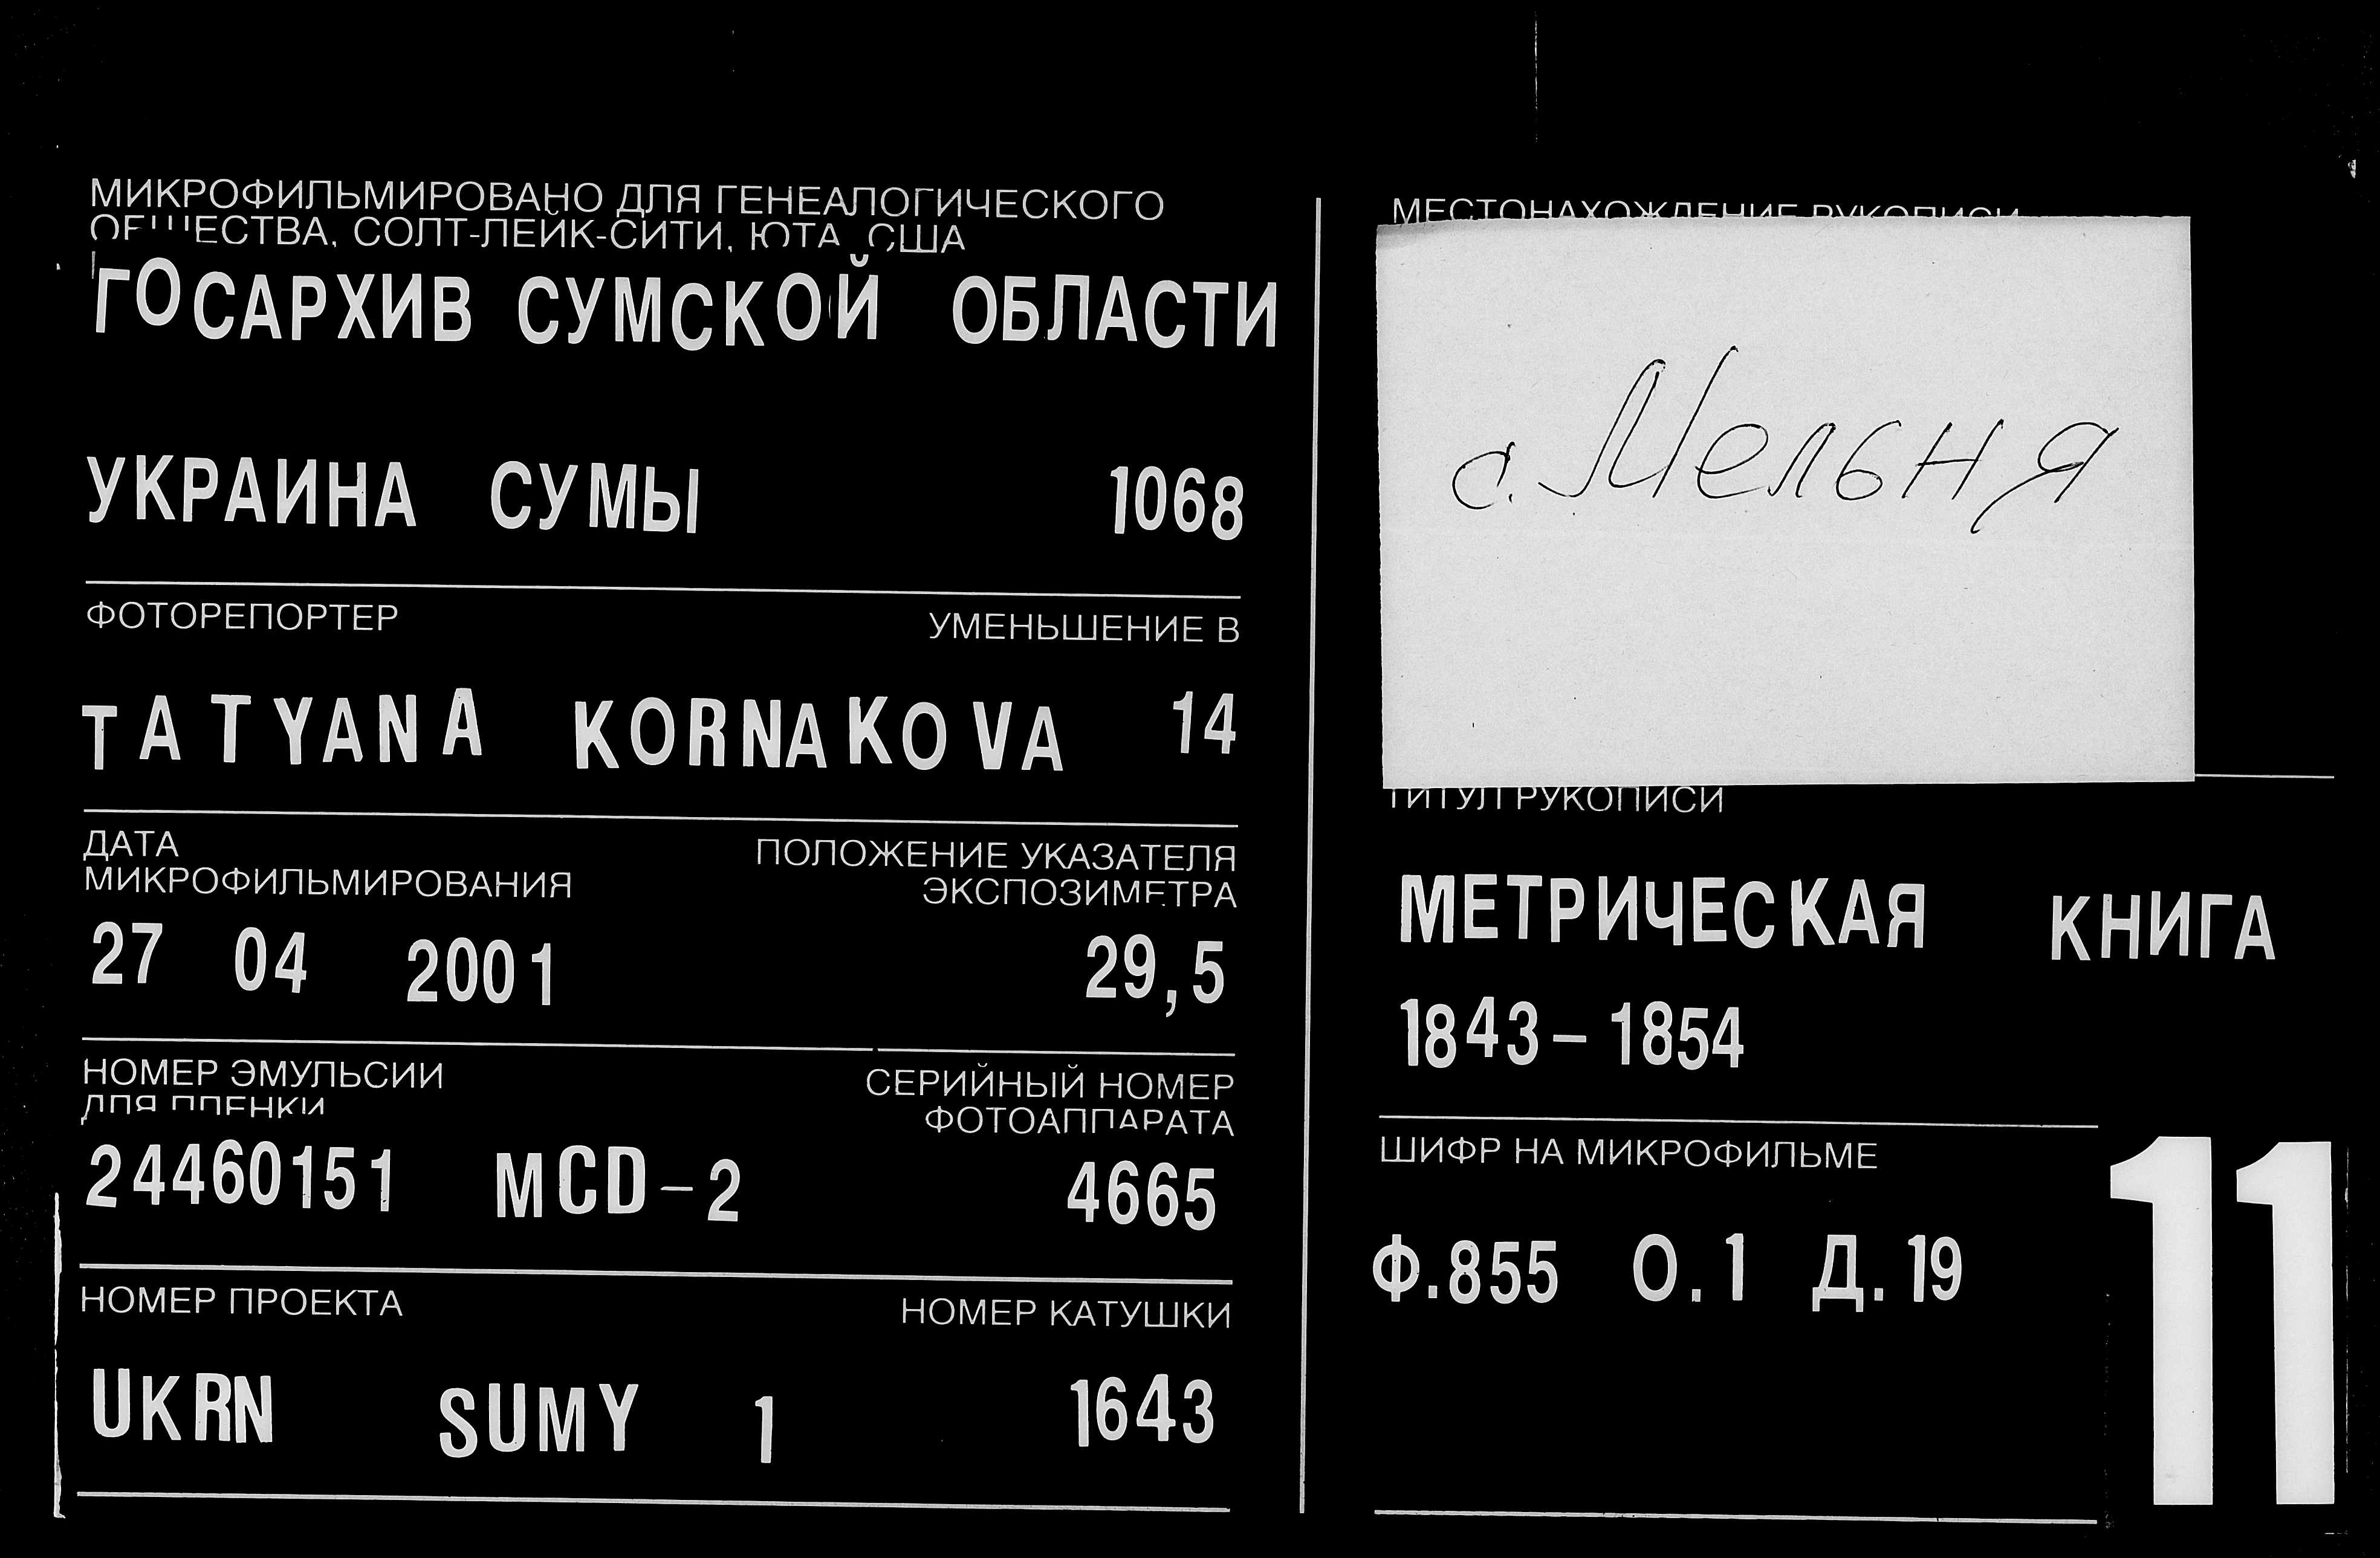 МИКРОФИЛЬМИРОВАНО ДЛЯ ГЕНЕАЛОГИЧЕСКОГО
ОБЩЕСТВА, СОЛТ-ЛЕЙК-СИТИ, ЮТА, США
ГОСАРХИВ СУМСКОЙ ОБЛАСТИ
УКРАИНА СУМЫ 1068
ФОТОРЕПОРТЕР УМЕНЬШЕНИЕ В
TATYANA KORNAKOVA 14
ДАТА ПОЛОЖЕНИЕ УКАЗАТЕЛЯ
МИКРОФИЛЬМИРОВАНИЯ ЭКСПОЗИМЕТРА
27 04 2001 29,5
НОМЕР ЭМУЛЬСИИ СЕРИЙНЫЙ НОМЕР
ДЛЯ ПЛЕНКИ ФОТОАППАРАТА
24460151 MCD-2 4665
НОМЕР ПРОЕКТА НОМЕР КАТУШКИ
UKRN SUMY 1 1643
МЕСТОНАХОЖДЕНИЕ РУКОПИСИ
с. Мельня
ТИТУЛ РУКОПИСИ
МЕТРИЧЕСКАЯ КНИГА
1843-1854
ШИФР НА МИКРОФИЛЬМЕ
Ф.855 О.1 Д.19
11